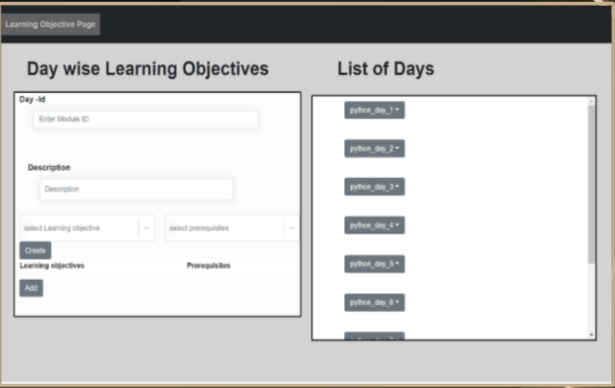 Learning Objective Page
Day wise Learning Objectives
Day -Id
Enter Module ID
Description
Description
select Learning objective
select prerequisites
Create
Learning objectives
Prerequisites
Add
List of Days
python_day_1
python_day_2
python_day_3
python_day_4
python_day_5
python_day_6